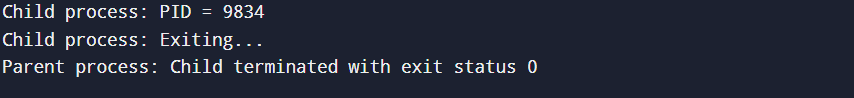 Child process: PID = 9834
Child process: Exiting...
Parent process: Child terminated with exit status 0